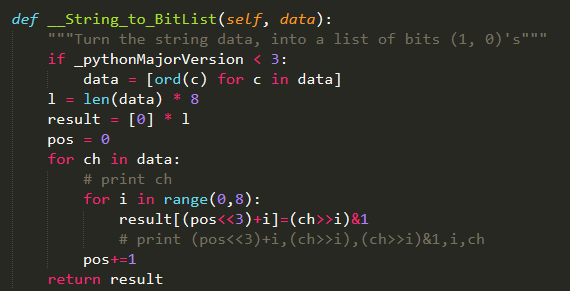 def __String_to_BitList(self, data):
    """Turn the string data, into a list of bits (1, 0)'s"""
    if _pythonMajorVersion < 3:
        data = [ord(c) for c in data]
    l = len(data) * 8
    result = [0] * l
    pos = 0
    for ch in data:
        # print ch
        for i in range(0,8):
            result[(pos<<3)+i]=(ch>>i)&1
            # print (pos<<3)+i,(ch>>i),(ch>>i)&1,i,ch
        pos+=1
    return result